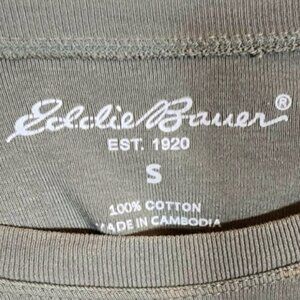 Eddie Bauer®
EST. 1920
S
100% COTTON
MADE IN CAMBODIA